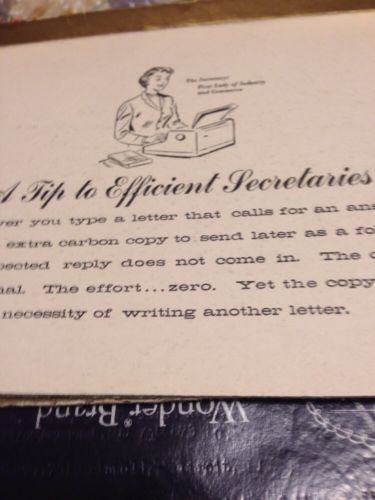 The Secretary:
First Lady of Industry
and Commerce
A Tip to Efficient Secretaries
ver you type a letter that calls for an ans
extra carbon copy to send later as a fo
pected reply does not come in. The c
nal. The effort...zero. Yet the copy
necessity of writing another letter.
Wonder Brand®